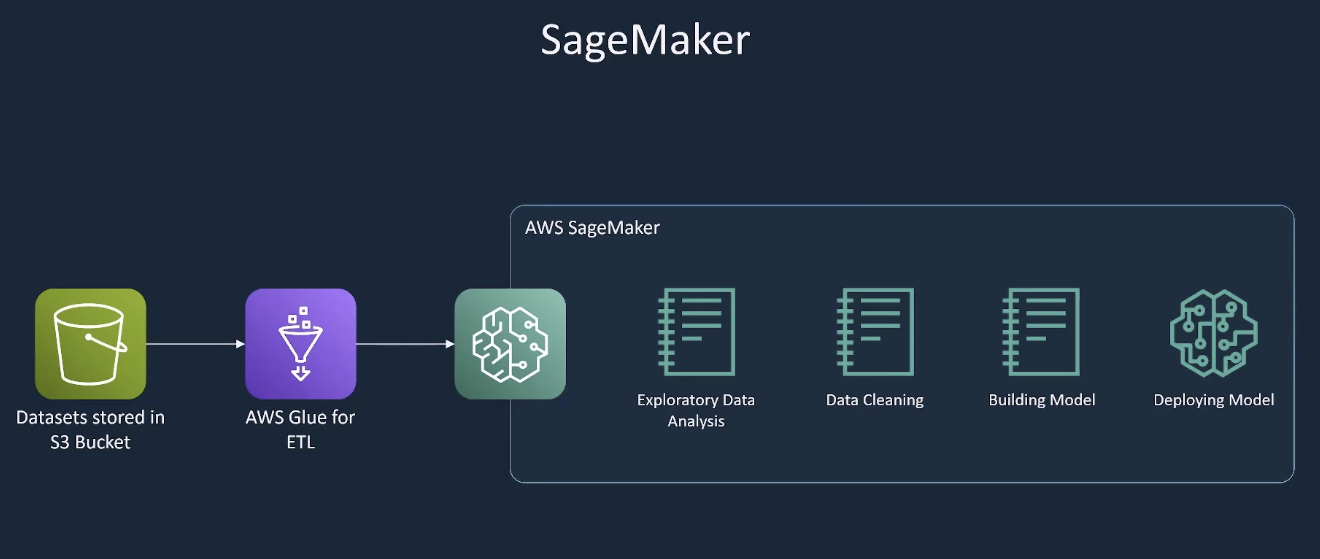 SageMaker
AWS SageMaker
Datasets stored in
S3 Bucket
AWS Glue for
ETL
Exploratory Data
Analysis
Data Cleaning
Building Model
Deploying Model